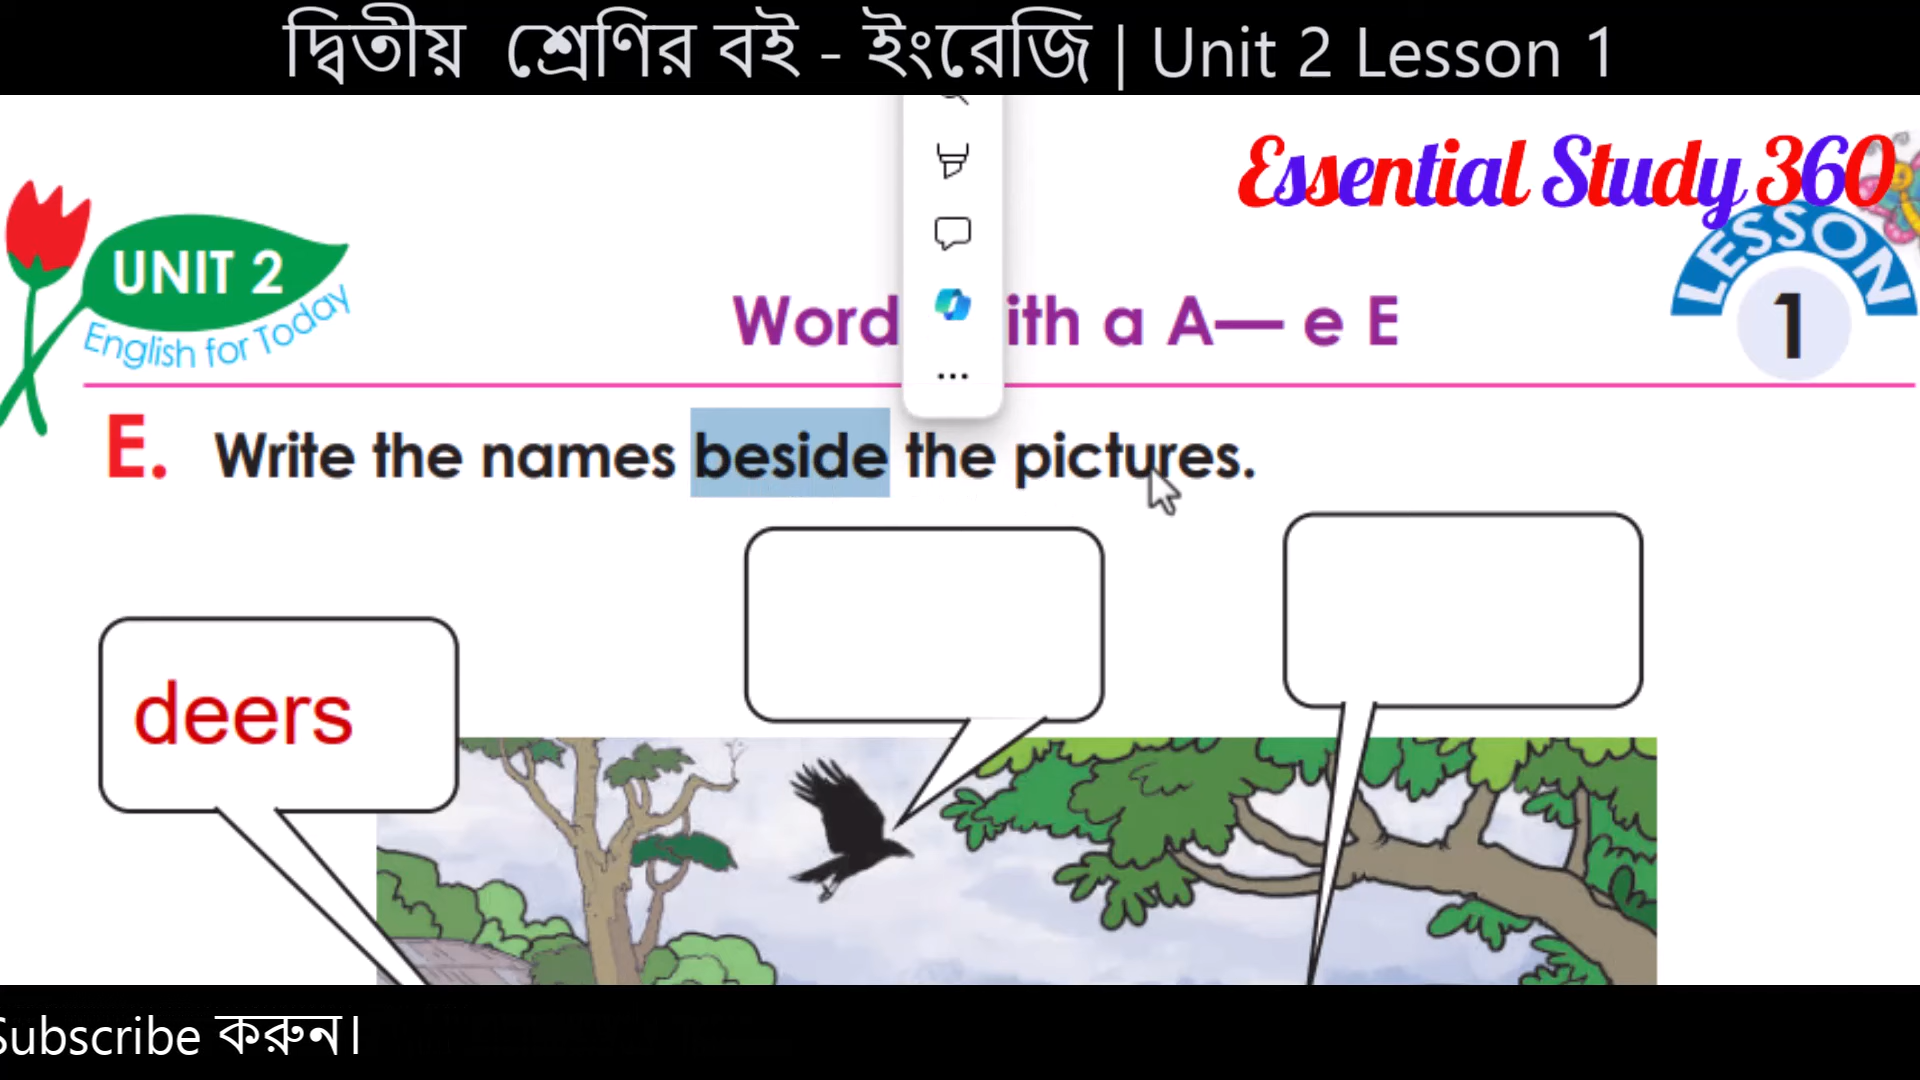 দ্বিতীয় শ্রেণির বই - ইংরেজি | Unit 2 Lesson 1
Essential Study 360
UNIT 2
English for Today
LESSON
1
Word ith a A— e E
E. Write the names beside the pictures.
deers
Subscribe করুন।